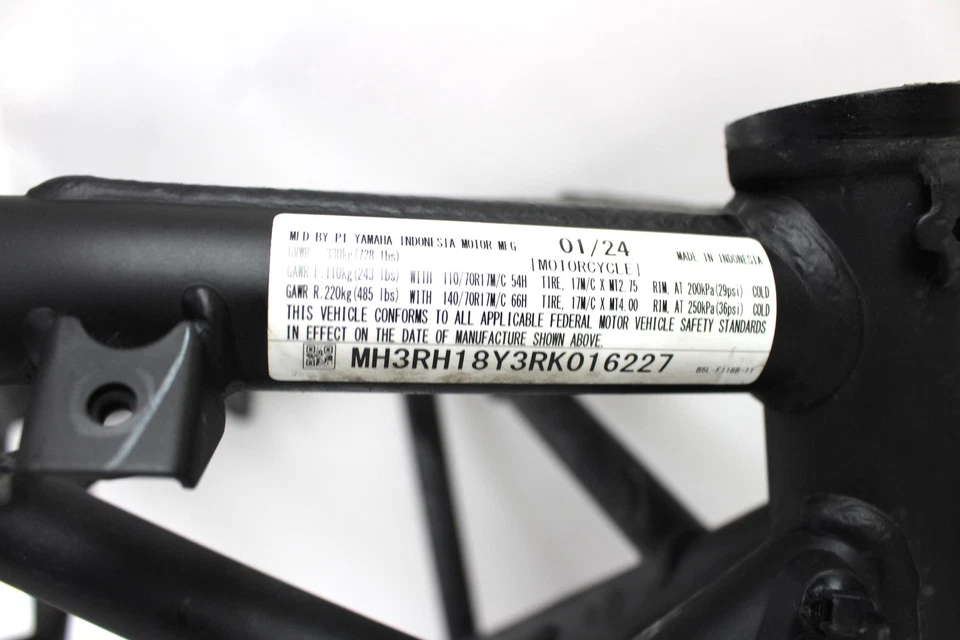 MFD BY PT YAMAHA INDONESIA MOTOR MFG. 01/24 MADE IN INDONESIA
GVWR 330kg(728 lbs) [MOTORCYCLE]
GAWR F.110kg(243 lbs) WITH 110/70R17M/C 54H TIRE, 17M/C X MT2.75 RIM, AT 200kPa(29psi) COLD
GAWR R.220kg(485 lbs) WITH 140/70R17M/C 66H TIRE, 17M/C X MT4.00 RIM, AT 250kPa(36psi) COLD
THIS VEHICLE CONFORMS TO ALL APPLICABLE FEDERAL MOTOR VEHICLE SAFETY STANDARDS
IN EFFECT ON THE DATE OF MANUFACTURE SHOWN ABOVE.
MH3RH18Y3RK016227